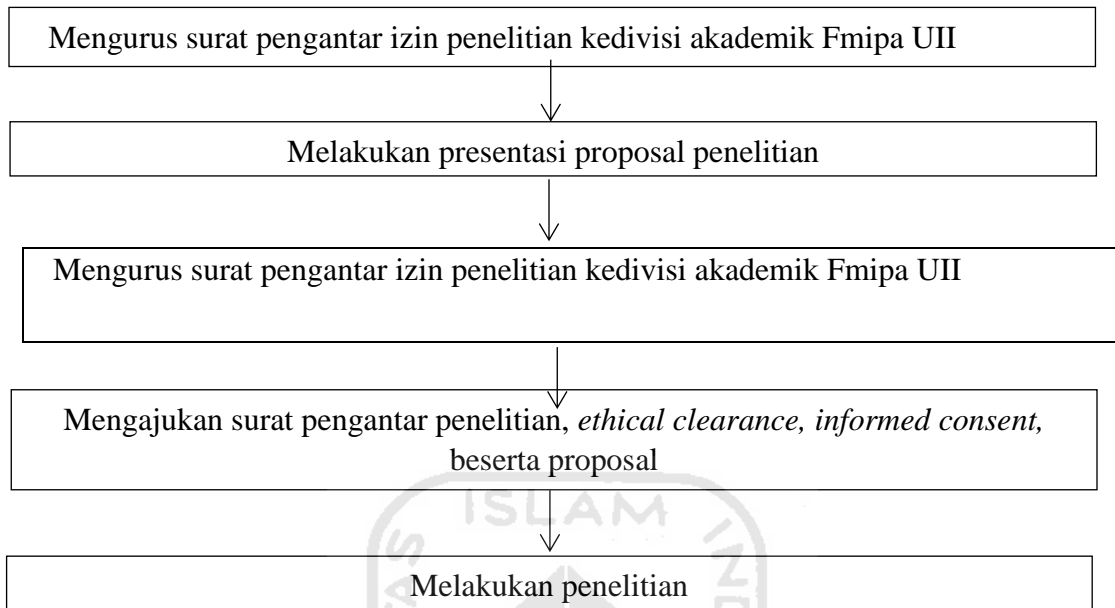 Mengurus surat pengantar izin penelitian kedivisi akademik Fmipa UII
Melakukan presentasi proposal penelitian
Mengurus surat pengantar izin penelitian kedivisi akademik Fmipa UII
Mengajukan surat pengantar penelitian, ethical clearance, informed consent,
beserta proposal
ISLAM
Melakukan penelitian